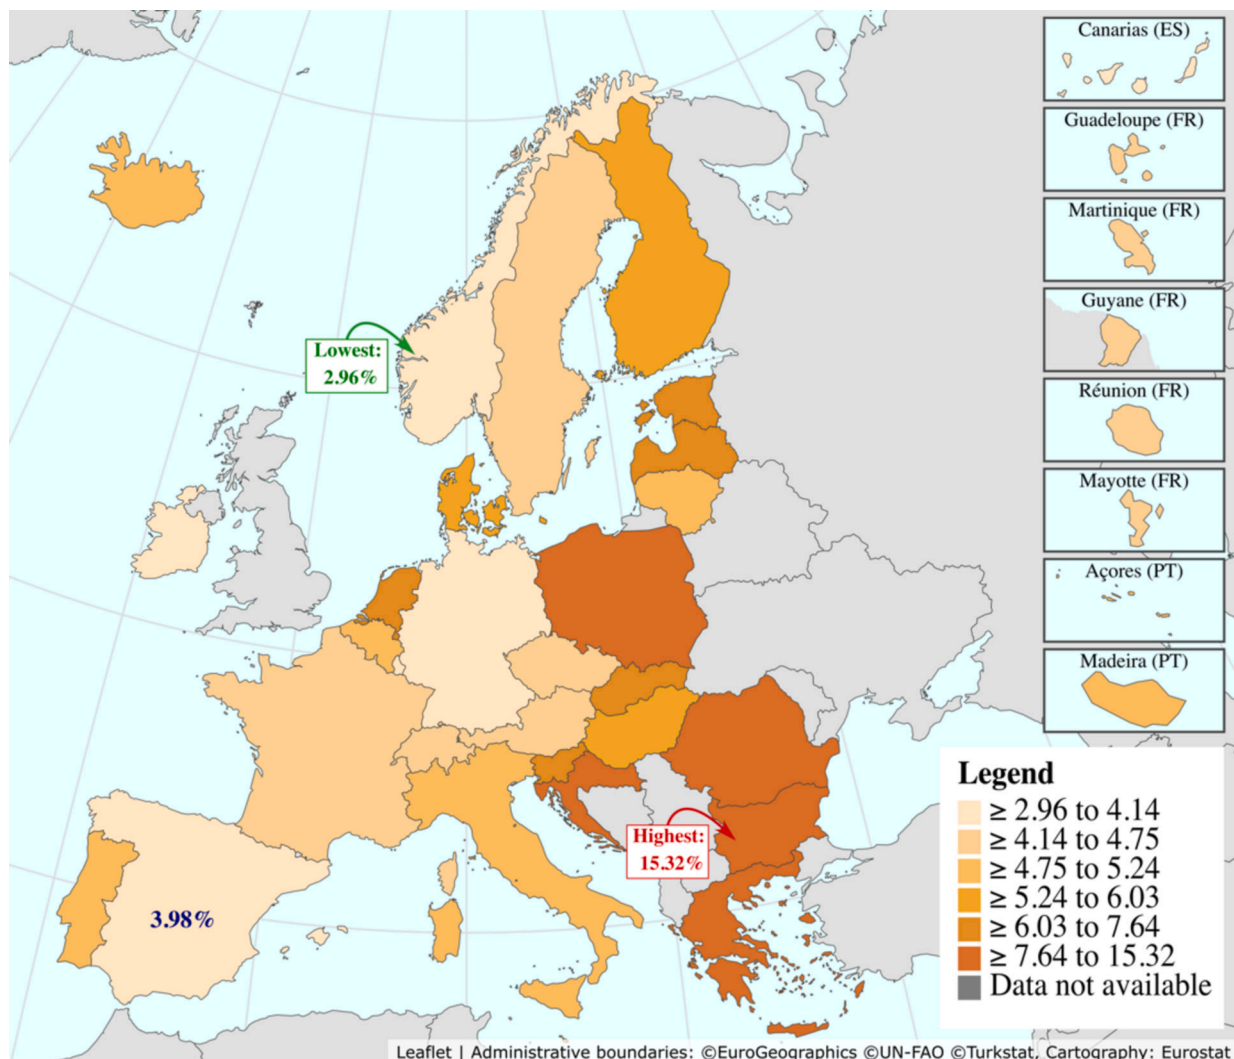 Canarias (ES)
Guadeloupe (FR)
Martinique (FR)
Guyane (FR)
Réunion (FR)
Mayotte (FR)
Açores (PT)
Madeira (PT)
Lowest:
2.96%
Highest:
15.32%
3.98%
Legend
≥ 2.96 to 4.14
≥ 4.14 to 4.75
≥ 4.75 to 5.24
≥ 5.24 to 6.03
≥ 6.03 to 7.64
≥ 7.64 to 15.32
Data not available
Leaflet | Administrative boundaries: ©EuroGeographics ©UN-FAO ©Turkstat, Cartography: Eurostat